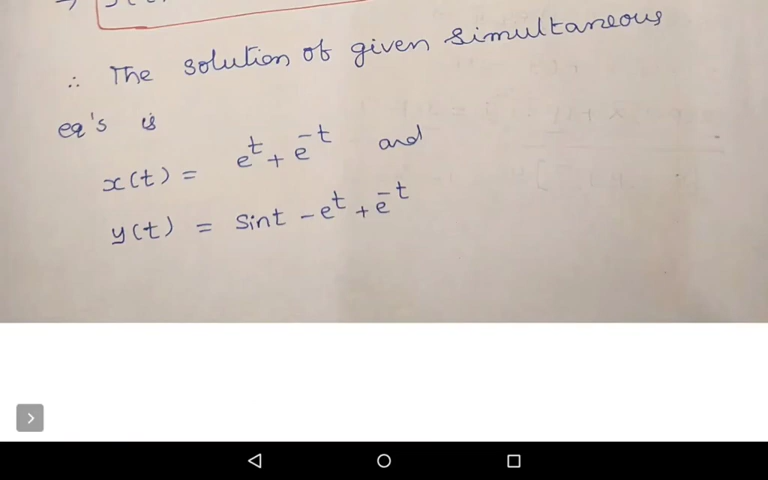 ∴ The solution of given simultaneous
eq's is
x(t) = e^t + e^-t and
y(t) = sint - e^t + e^-t